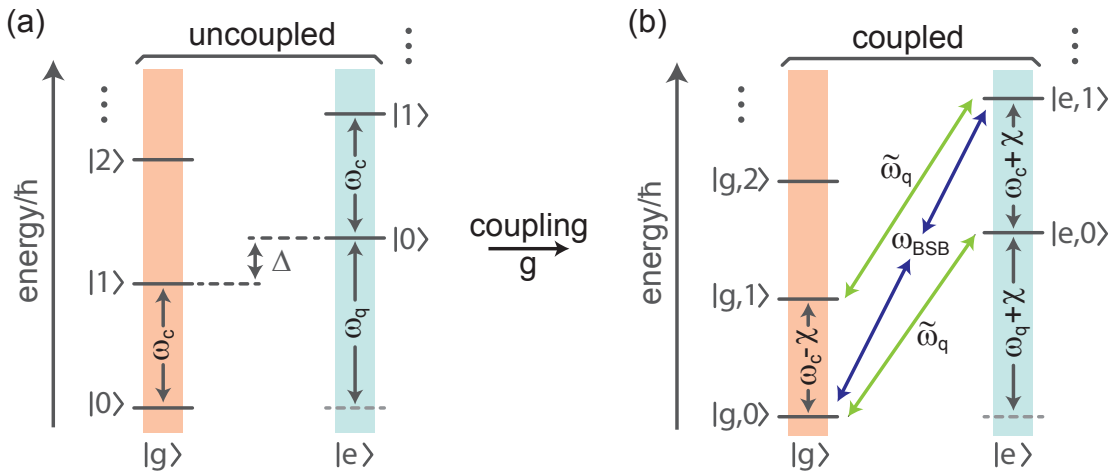 (a)
uncoupled
energy/ħ
|2⟩
|1⟩
|0⟩
ω_c
Δ
|1⟩
|0⟩
ω_c
ω_q
|g⟩
|e⟩
coupling
g
(b)
coupled
energy/ħ
|g,2⟩
|g,1⟩
|g,0⟩
ω_c-χ
ω̃_q
ω_BSB
ω̃_q
|e,1⟩
|e,0⟩
ω_c+χ
ω_q+χ
|g⟩
|e⟩